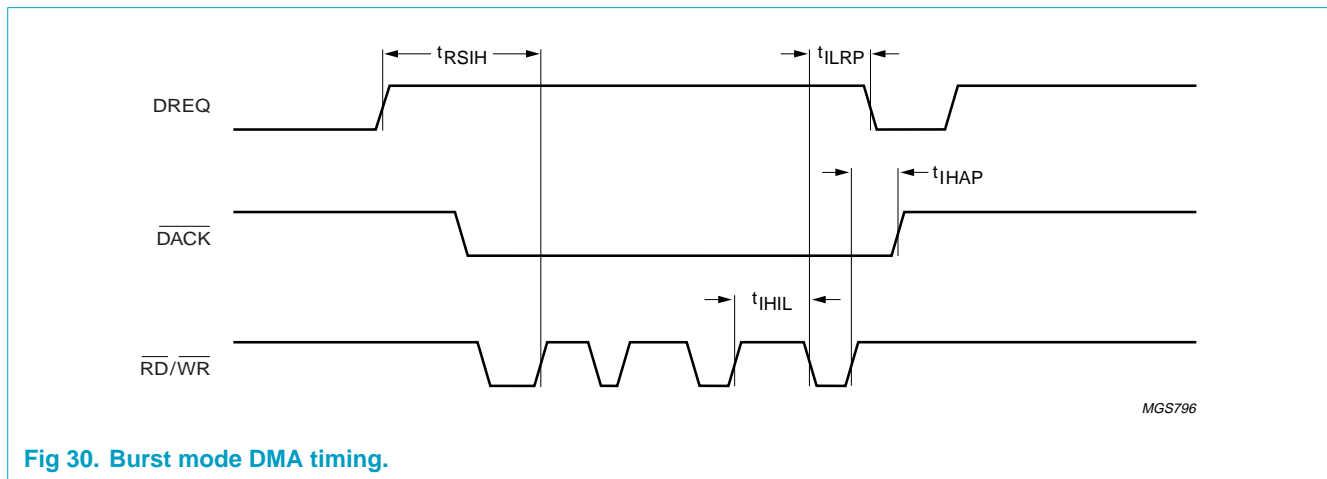 tRSIH
tILRP
DREQ
tIHAP
DACK
tIHIL
RD/WR
MGS796
Fig 30. Burst mode DMA timing.